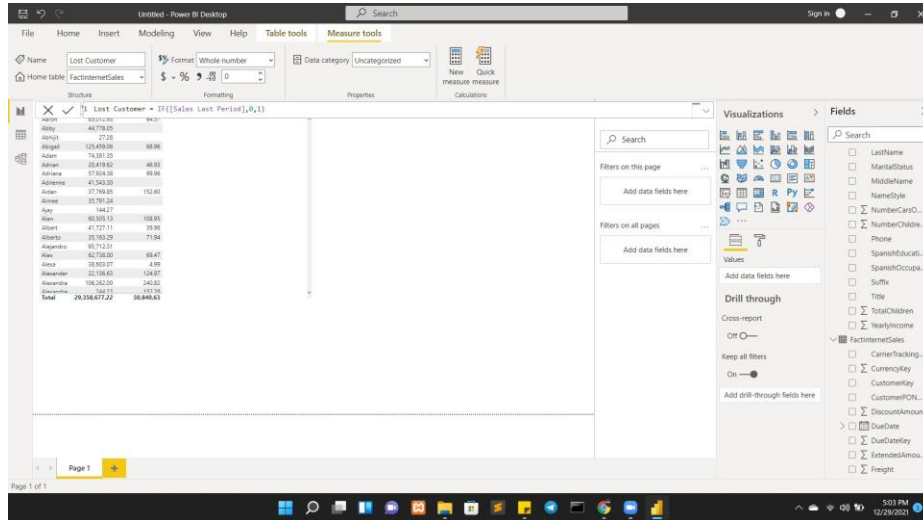 Untitled - Power BI Desktop
Search
Sign in
File Home Insert Modeling View Help Table tools Measure tools
Name Lost Customer
Format Whole number
Data category Uncategorized
New measure
Quick measure
Home table FactInternetSales
$ % 9 0
Structure
Formatting
Properties
Calculations
1 Lost Customer = IF([Sales Last Period],0,1)
Abby 44,778.05
Abhijit 27.28
Abigail 125,459.06 68.96
Adam 74,381.35
Adrian 20,419.62 46.93
Adriana 57,924.38 99.96
Adrienne 41,543.30
Aidan 37,769.85 152.60
Aimee 35,791.24
Ajay 144.27
Alan 60,505.13 108.95
Albert 41,727.11 39.98
Alberto 35,163.29 71.94
Alejandro 95,712.31
Alex 62,738.00 69.47
Alexa 38,603.07 4.99
Alexander 22,136.63 124.97
Alexandra 106,262.00 240.82
Total 29,358,677.22 50,840.63
Search
Filters on this page ...
Add data fields here
Filters on all pages ...
Add data fields here
Visualizations
R Py
...
Values
Add data fields here
Drill through
Cross-report
Off
Keep all filters
On
Add drill-through fields here
Fields
Search
LastName
MaritalStatus
MiddleName
NameStyle
NumberCarsO...
NumberChildre...
Phone
SpanishEducati...
SpanishOccupa...
Suffix
Title
TotalChildren
YearlyIncome
FactInternetSales
CarrierTracking...
CurrencyKey
CustomerKey
CustomerPON...
DiscountAmoun
DueDate
DueDateKey
ExtendedAmou...
Freight
Page 1
Page 1 of 1
5:03 PM
12/29/2021